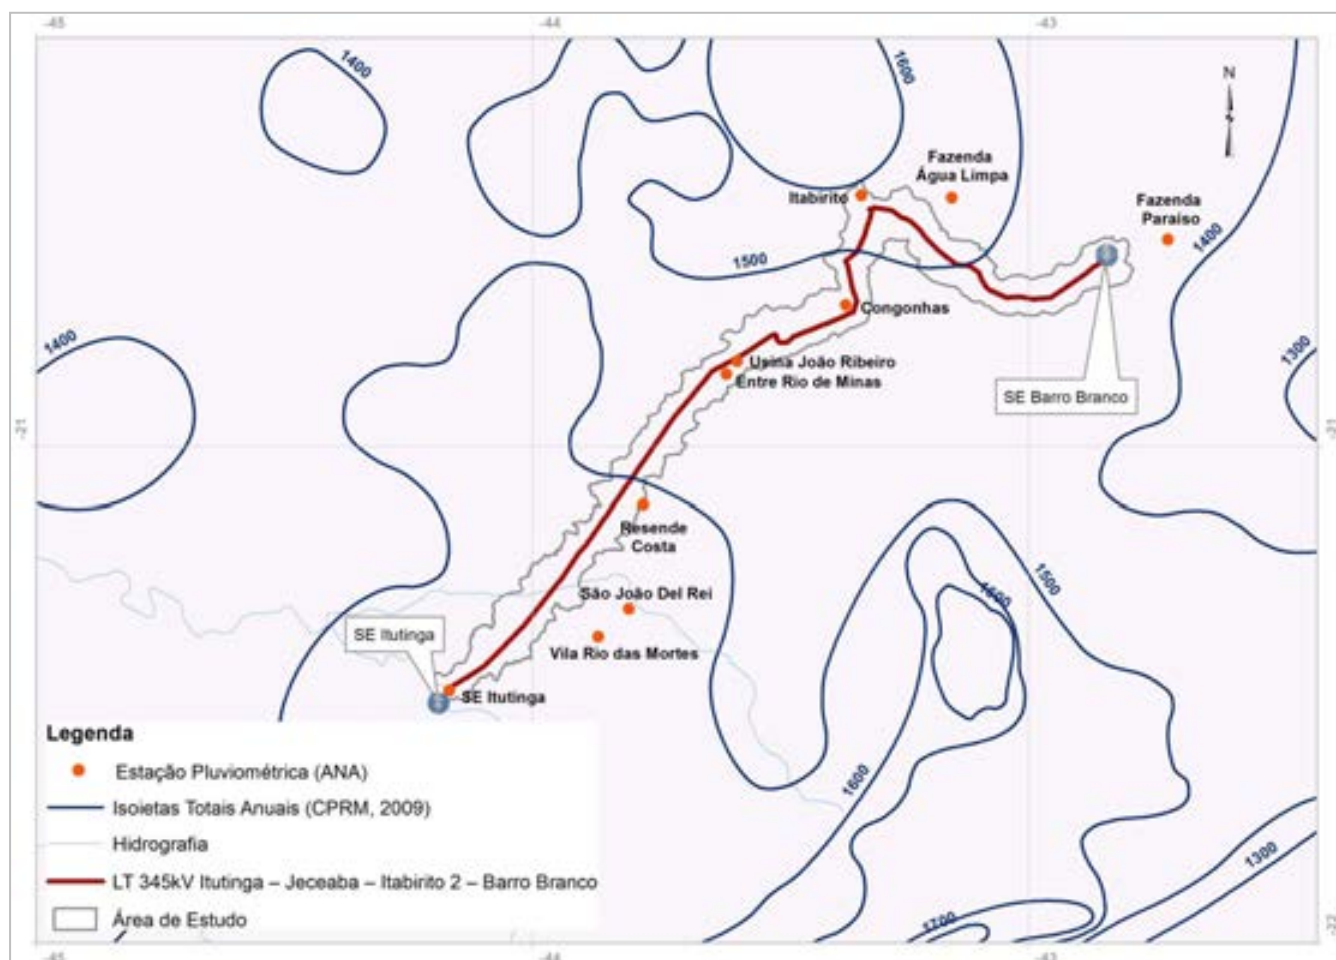 -45
-44
-43
1400
1600
N
Fazenda
Água Limpa
Itabirito
Fazenda
Paraíso
1400
1500
Congonhas
1400
1300
Usina João Ribeiro
Entre Rio de Minas
SE Barro Branco
-21
-21
Resende
Costa
1500
São João Del Rei
1600
SE Itutinga
Vila Rio das Mortes
SE Itutinga
Legenda
Estação Pluviométrica (ANA)
1600
Isoietas Totais Anuais (CPRM, 2009)
Hidrografia
1300
LT 345kV Itutinga – Jeceaba – Itabirito 2 – Barro Branco
Área de Estudo
1700
-22
-45
-44
-43